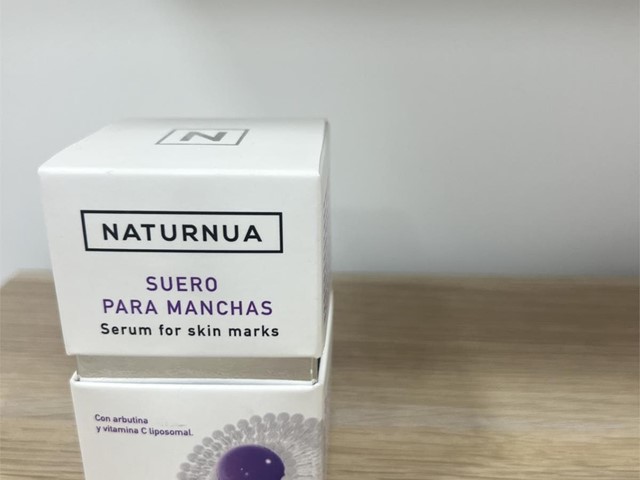 N
NATURNUA
SUERO
PARA MANCHAS
Serum for skin marks
Con arbutina
y vitamina C liposomal.